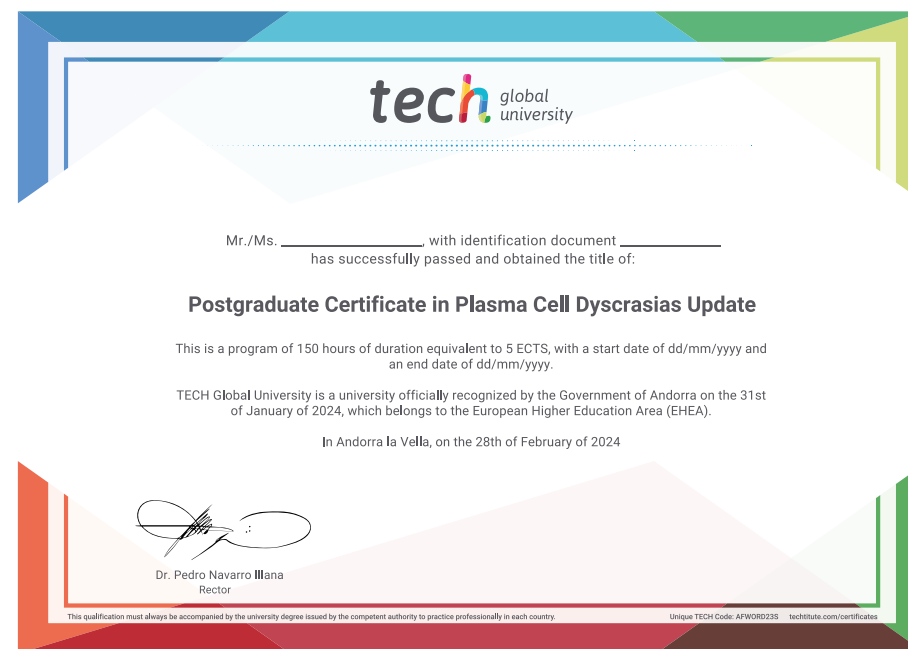 tech global university
Mr./Ms. ____________________, with identification document ______________
has successfully passed and obtained the title of:
Postgraduate Certificate in Plasma Cell Dyscrasias Update
This is a program of 150 hours of duration equivalent to 5 ECTS, with a start date of dd/mm/yyyy and
an end date of dd/mm/yyyy.
TECH Global University is a university officially recognized by the Government of Andorra on the 31st
of January of 2024, which belongs to the European Higher Education Area (EHEA).
In Andorra la Vella, on the 28th of February of 2024
Dr. Pedro Navarro Illana
Rector
This qualification must always be accompanied by the university degree issued by the competent authority to practice professionally in each country.
Unique TECH Code: AFWORD23S techtitute.com/certificates